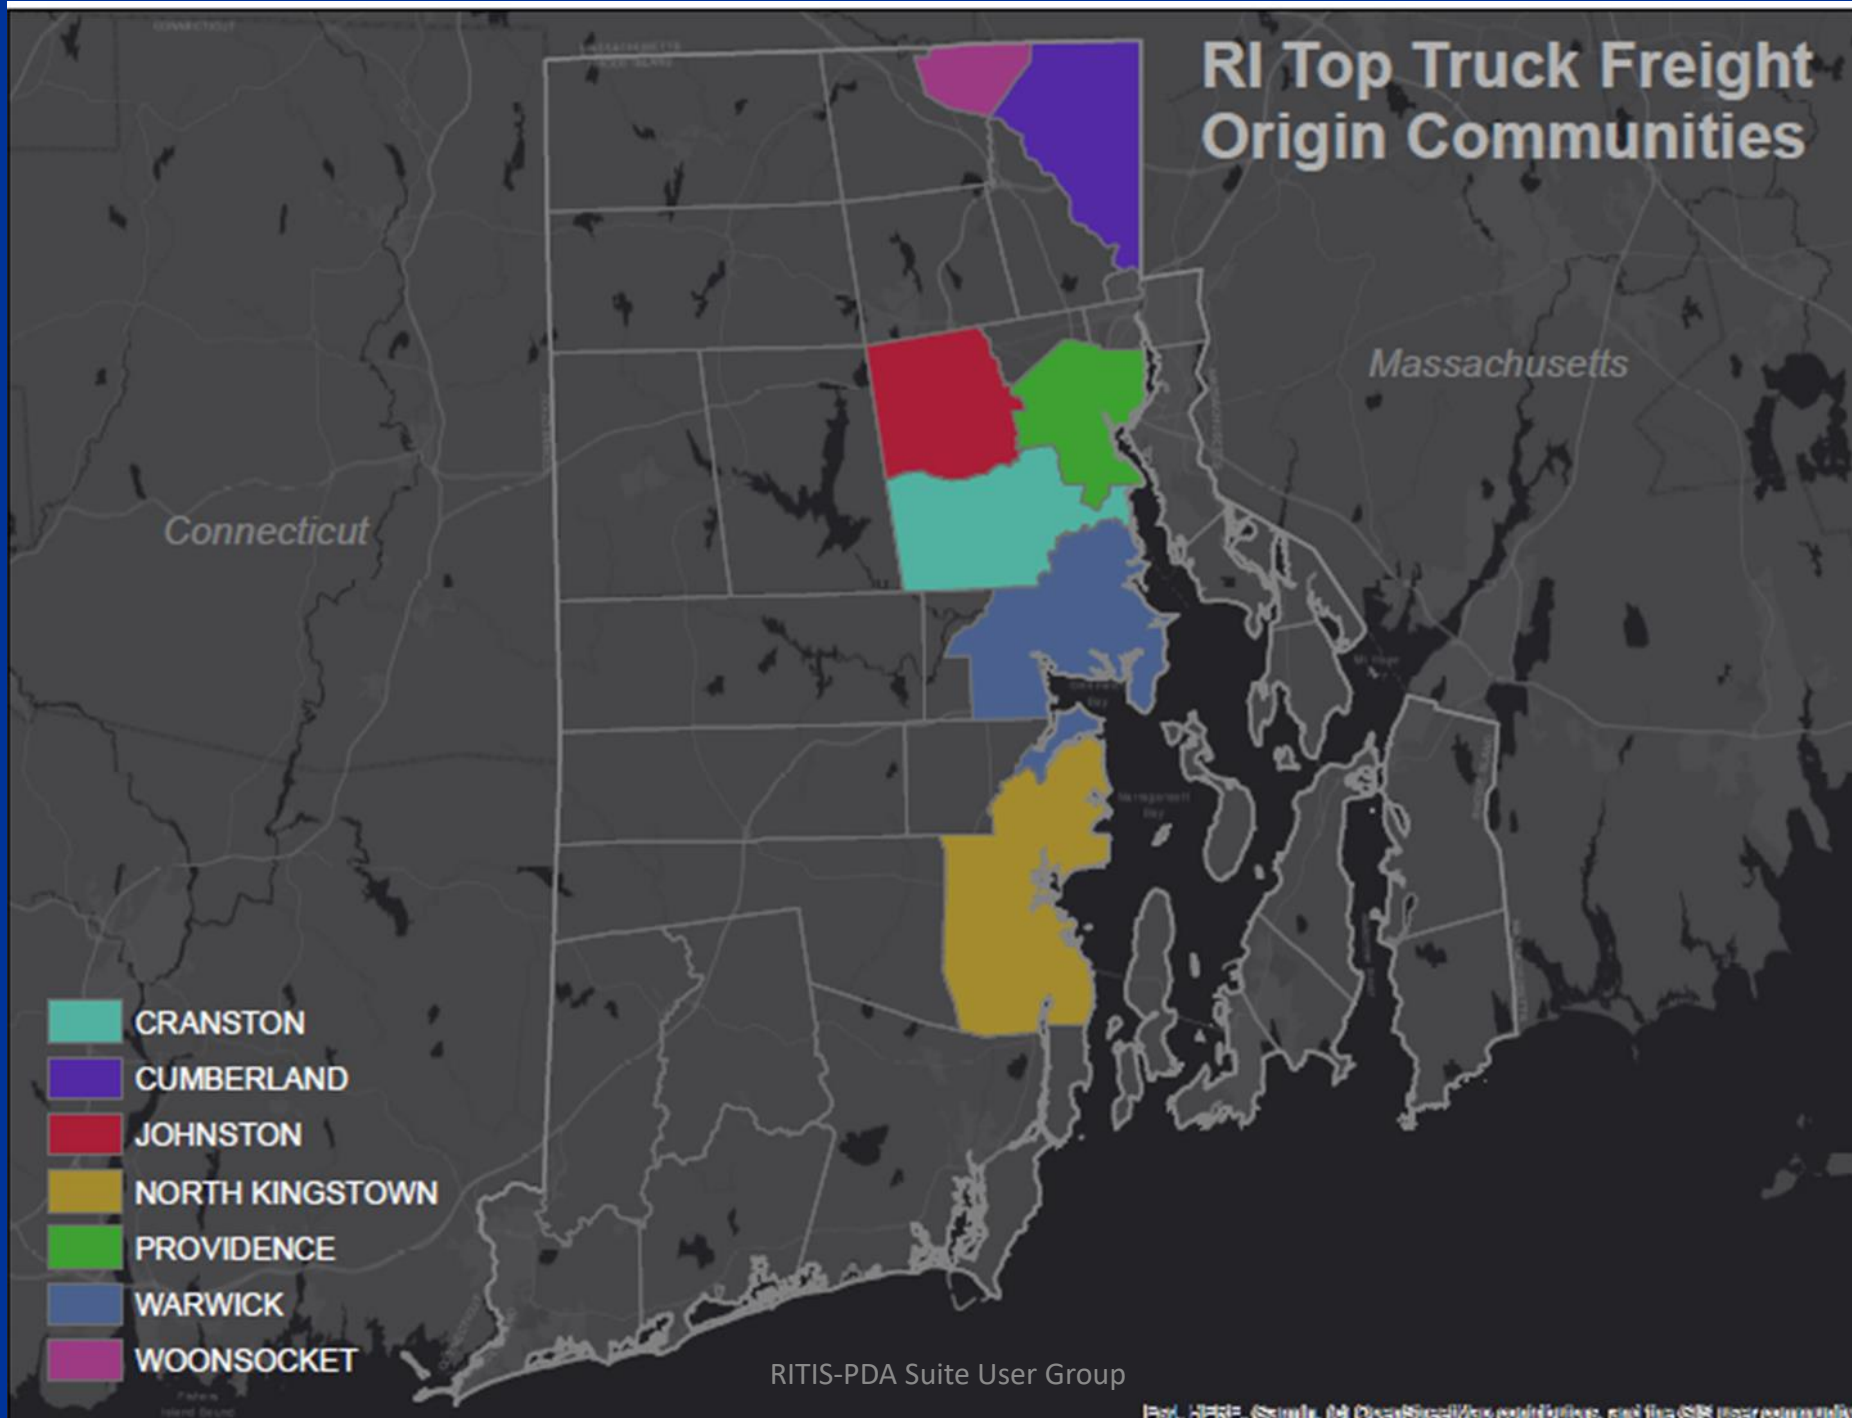 RI Top Truck Freight
Origin Communities
Massachusetts
Connecticut
CRANSTON
CUMBERLAND
JOHNSTON
NORTH KINGSTOWN
PROVIDENCE
WARWICK
WOONSOCKET
RITIS-PDA Suite User Group